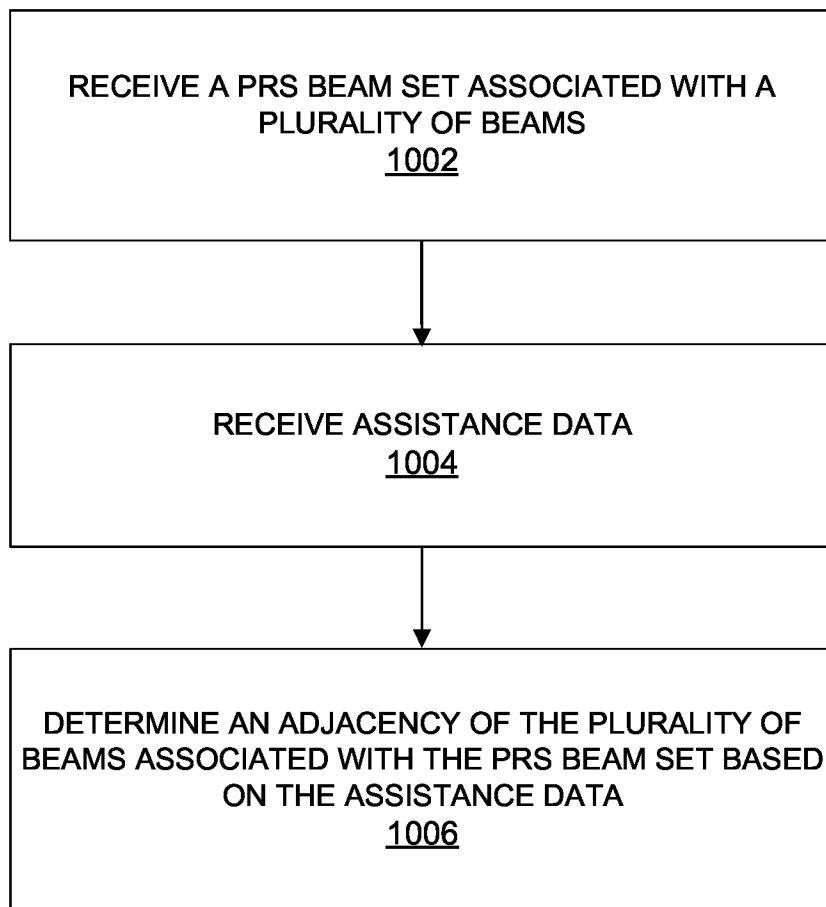 RECEIVE A PRS BEAM SET ASSOCIATED WITH A
PLURALITY OF BEAMS
1002
RECEIVE ASSISTANCE DATA
1004
DETERMINE AN ADJACENCY OF THE PLURALITY OF
BEAMS ASSOCIATED WITH THE PRS BEAM SET BASED
ON THE ASSISTANCE DATA
1006